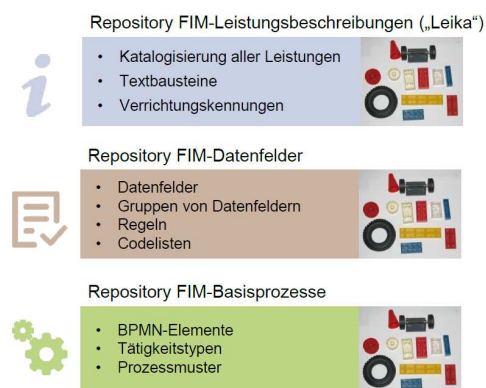 Repository FIM-Leistungsbeschreibungen („Leika“)
• Katalogisierung aller Leistungen
• Textbausteine
• Verrichtungskennungen
Repository FIM-Datenfelder
• Datenfelder
• Gruppen von Datenfeldern
• Regeln
• Codelisten
Repository FIM-Basisprozesse
• BPMN-Elemente
• Tätigkeitstypen
• Prozessmuster